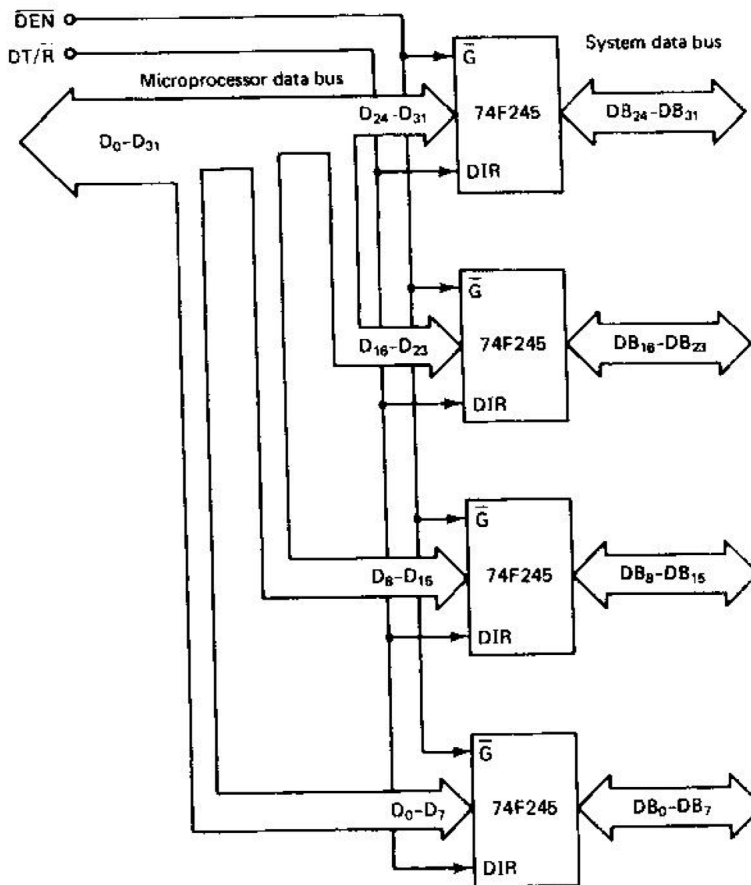 D̅E̅N̅
DT/R̅
Microprocessor data bus
System data bus
D₀-D₃₁
G̅
D₂₄-D₃₁
74F245
DB₂₄-DB₃₁
DIR
G̅
D₁₆-D₂₃
74F245
DB₁₆-DB₂₃
DIR
G̅
D₈-D₁₅
74F245
DB₈-DB₁₅
DIR
G̅
D₀-D₇
74F245
DB₀-DB₇
DIR